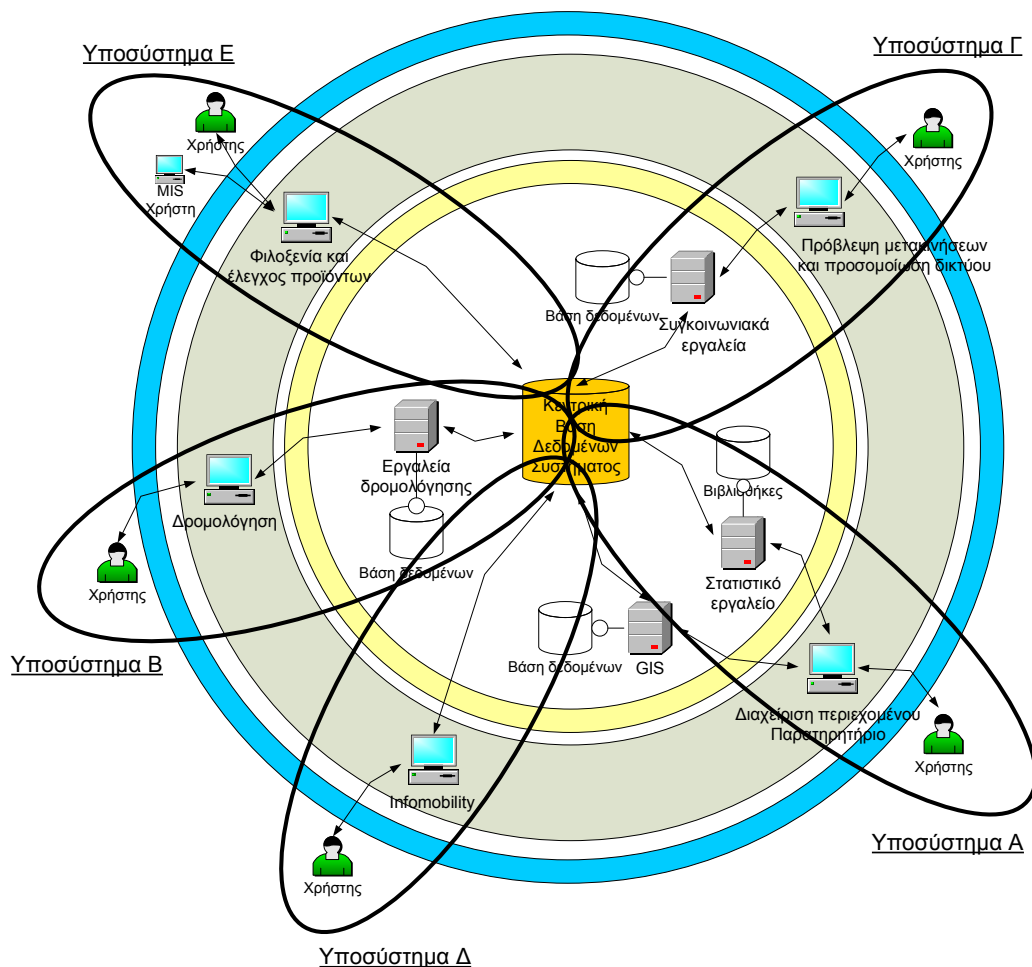 Υποσύστημα Ε
Υποσύστημα Γ
Χρήστης
MIS
Χρήστη
Φιλοξενία και
έλεγχος προϊόντων
Χρήστης
Πρόβλεψη μετακινήσεων
και προσομοίωση δικτύου
Βάση δεδομένων
Συγκοινωνιακά
εργαλεία
Κεντρική
Βάση
Δεδομένων
Συστήματος
Εργαλεία
δρομολόγησης
Βάση δεδομένων
Δρομολόγηση
Χρήστης
Υποσύστημα Β
Βιβλιοθήκες
Στατιστικό
εργαλείο
Βάση δεδομένων
GIS
Διαχείριση περιεχομένου
Παρατηρητήριο
Χρήστης
Υποσύστημα Α
Infomobility
Χρήστης
Υποσύστημα Δ